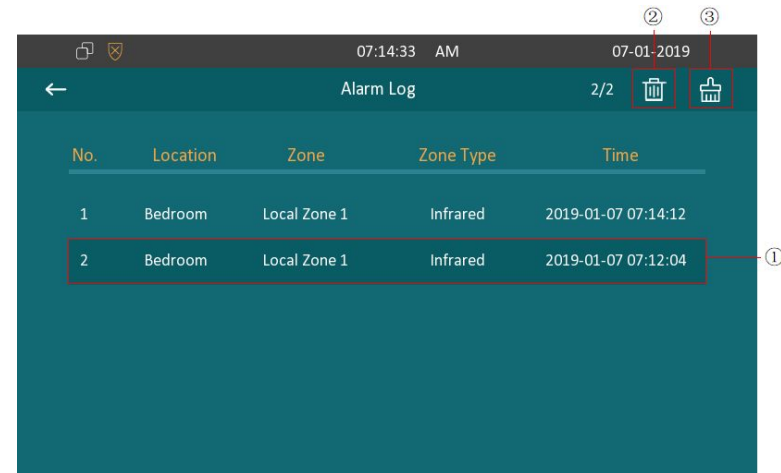 ② ③
07:14:33 AM 07-01-2019
Alarm Log 2/2
No. Location Zone Zone Type Time
1 Bedroom Local Zone 1 Infrared 2019-01-07 07:14:12
2 Bedroom Local Zone 1 Infrared 2019-01-07 07:12:04 ①